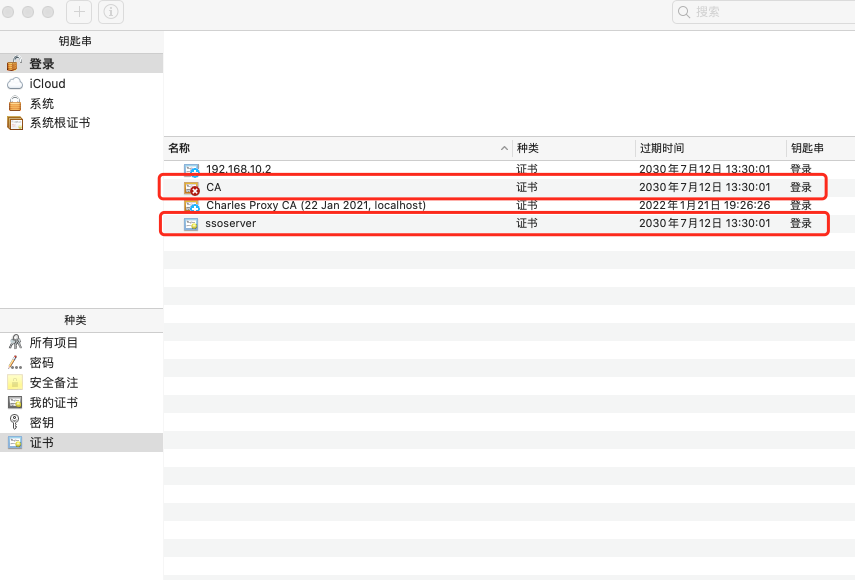 搜索
钥匙串
登录
iCloud
系统
系统根证书
名称 种类 过期时间 钥匙串
192.168.10.2 证书 2030年7月12日 13:30:01 登录
CA 证书 2030年7月12日 13:30:01 登录
Charles Proxy CA (22 Jan 2021, localhost) 证书 2022年1月21日 19:26:26 登录
ssoserver 证书 2030年7月12日 13:30:01 登录
种类
所有项目
密码
安全备注
我的证书
密钥
证书